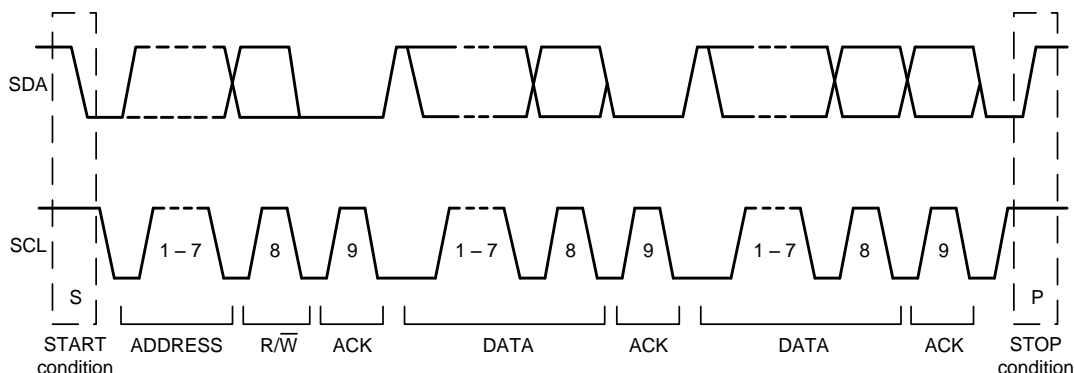 SDA
SCL
1 – 7 8 9 1 – 7 8 9 1 – 7 8 9
S P
START condition ADDRESS R/W̅ ACK DATA ACK DATA ACK STOP condition